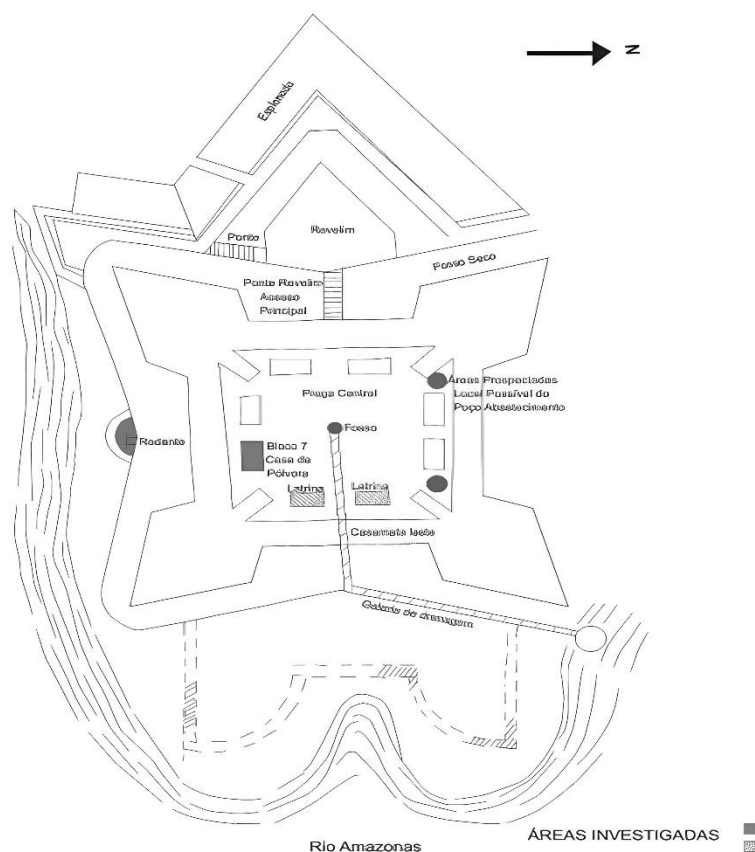 N
Esplanada
Revelim
Ponte
Fosso Seco
Ponte Revelim
Acesso
Principal
Áreas Prospectadas
Local Possível do
Poço Abastecimento
Praça Central
Fosso
Redente
Bloco 7
Casa de
Pólvora
Latrina
Latrina
Casamata leste
Galeria de drenagem
Rio Amazonas
ÁREAS INVESTIGADAS